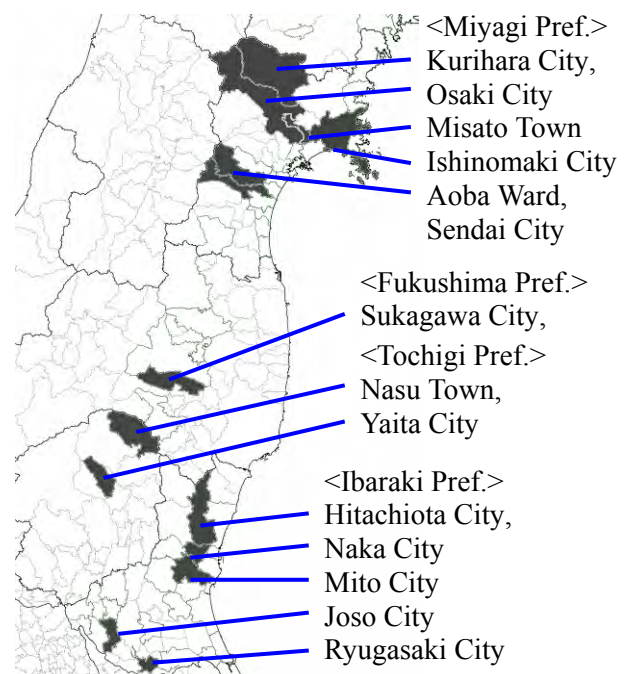 <Miyagi Pref.>
Kurihara City,
Osaki City
Misato Town
Ishinomaki City
Aoba Ward,
Sendai City
<Fukushima Pref.>
Sukagawa City,
<Tochigi Pref.>
Nasu Town,
Yaita City
<Ibaraki Pref.>
Hitachiota City,
Naka City
Mito City
Joso City
Ryugasaki City